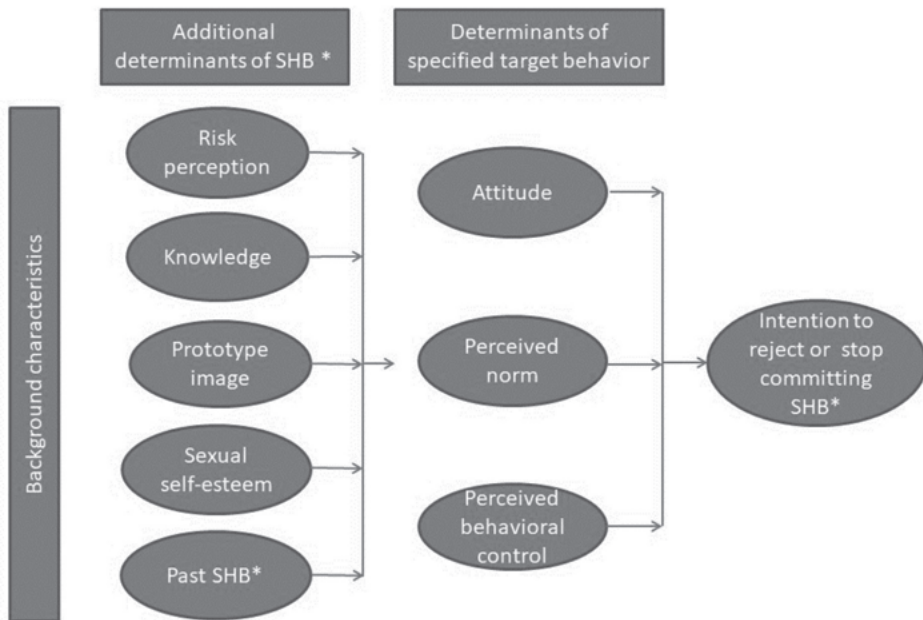 Additional
determinants of SHB *
Determinants of
specified target behavior
Background characteristics
Risk
perception
Knowledge
Prototype
image
Sexual
self-esteem
Past SHB*
Attitude
Perceived
norm
Perceived
behavioral
control
Intention to
reject or stop
committing
SHB*